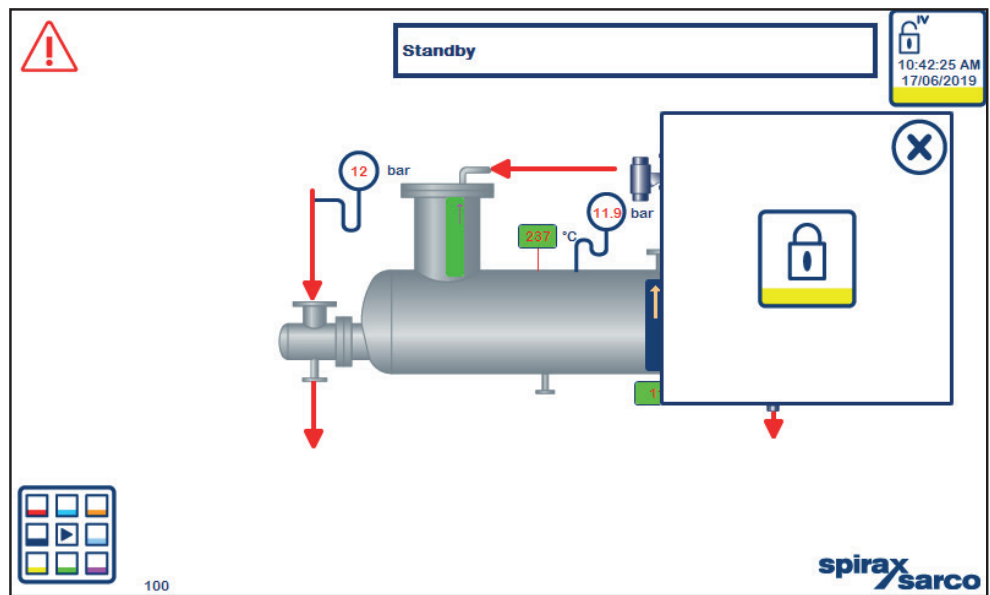 Standby
IV
10:42:25 AM
17/06/2019
12 bar
11.9 bar
237 °C
100
spirax
sarco